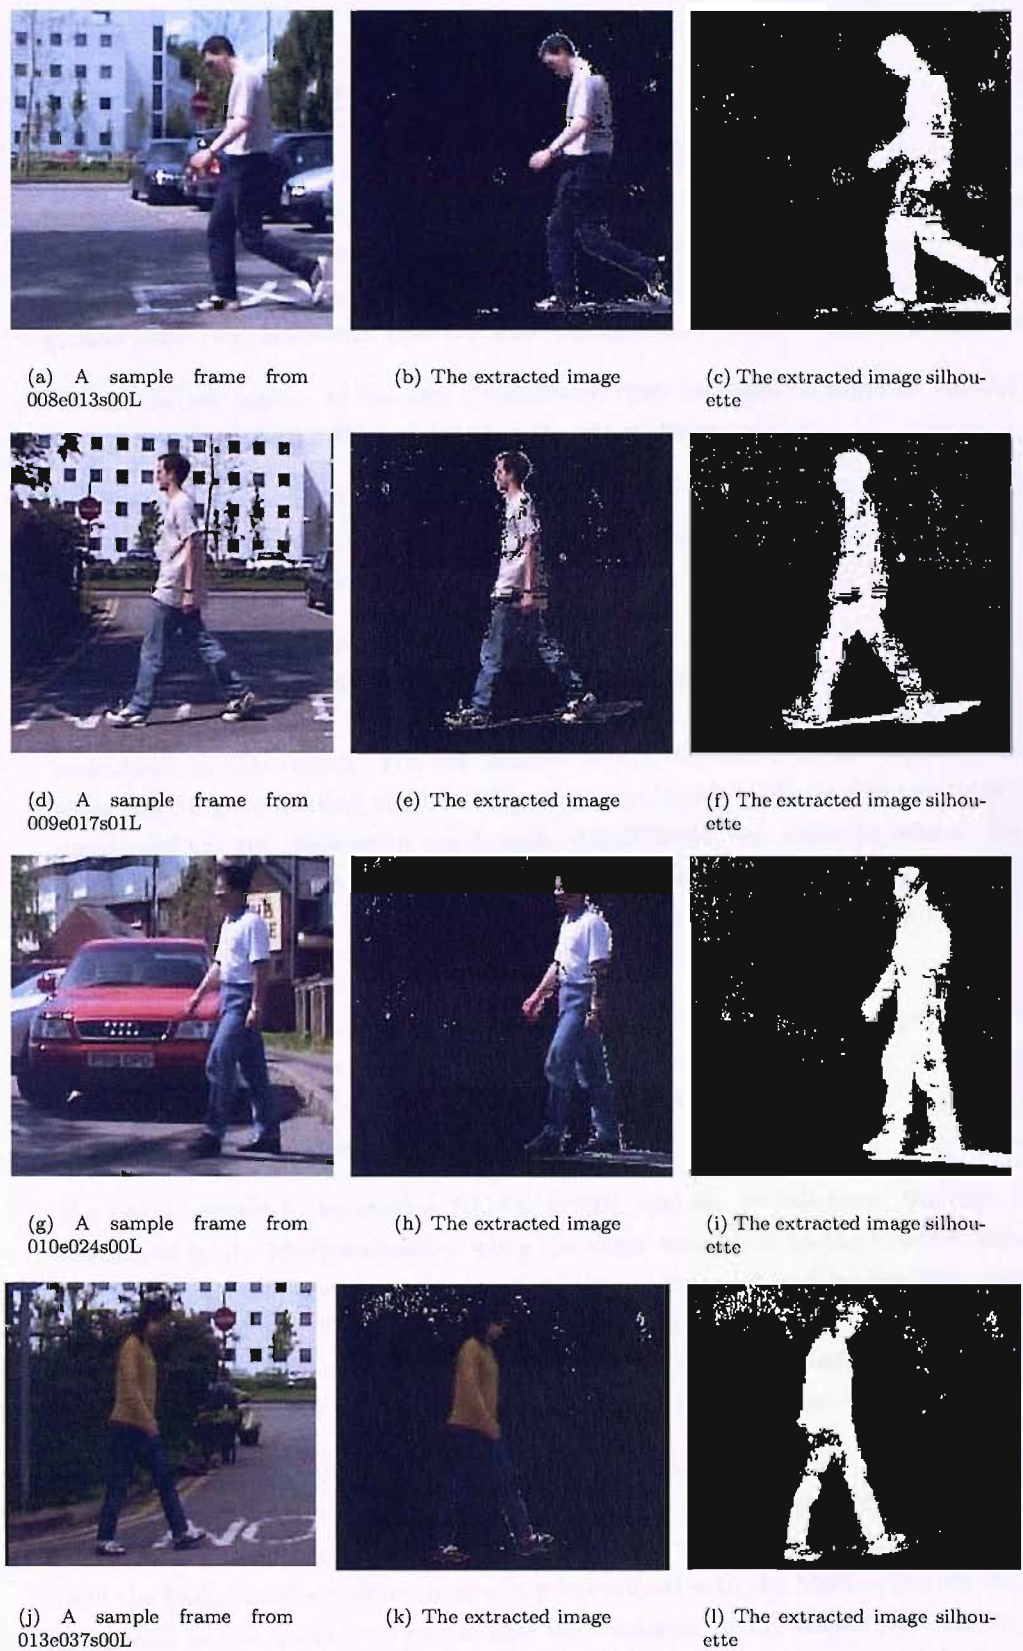 (a) A sample frame from
008e013s00L
(b) The extracted image
(c) The extracted image silhou-
ette
(d) A sample frame from
009e017s01L
(e) The extracted image
(f) The extracted image silhou-
ette
(g) A sample frame from
010e024s00L
(h) The extracted image
(i) The extracted image silhou-
ette
NO
(j) A sample frame from
013e037s00L
(k) The extracted image
(l) The extracted image silhou-
ette